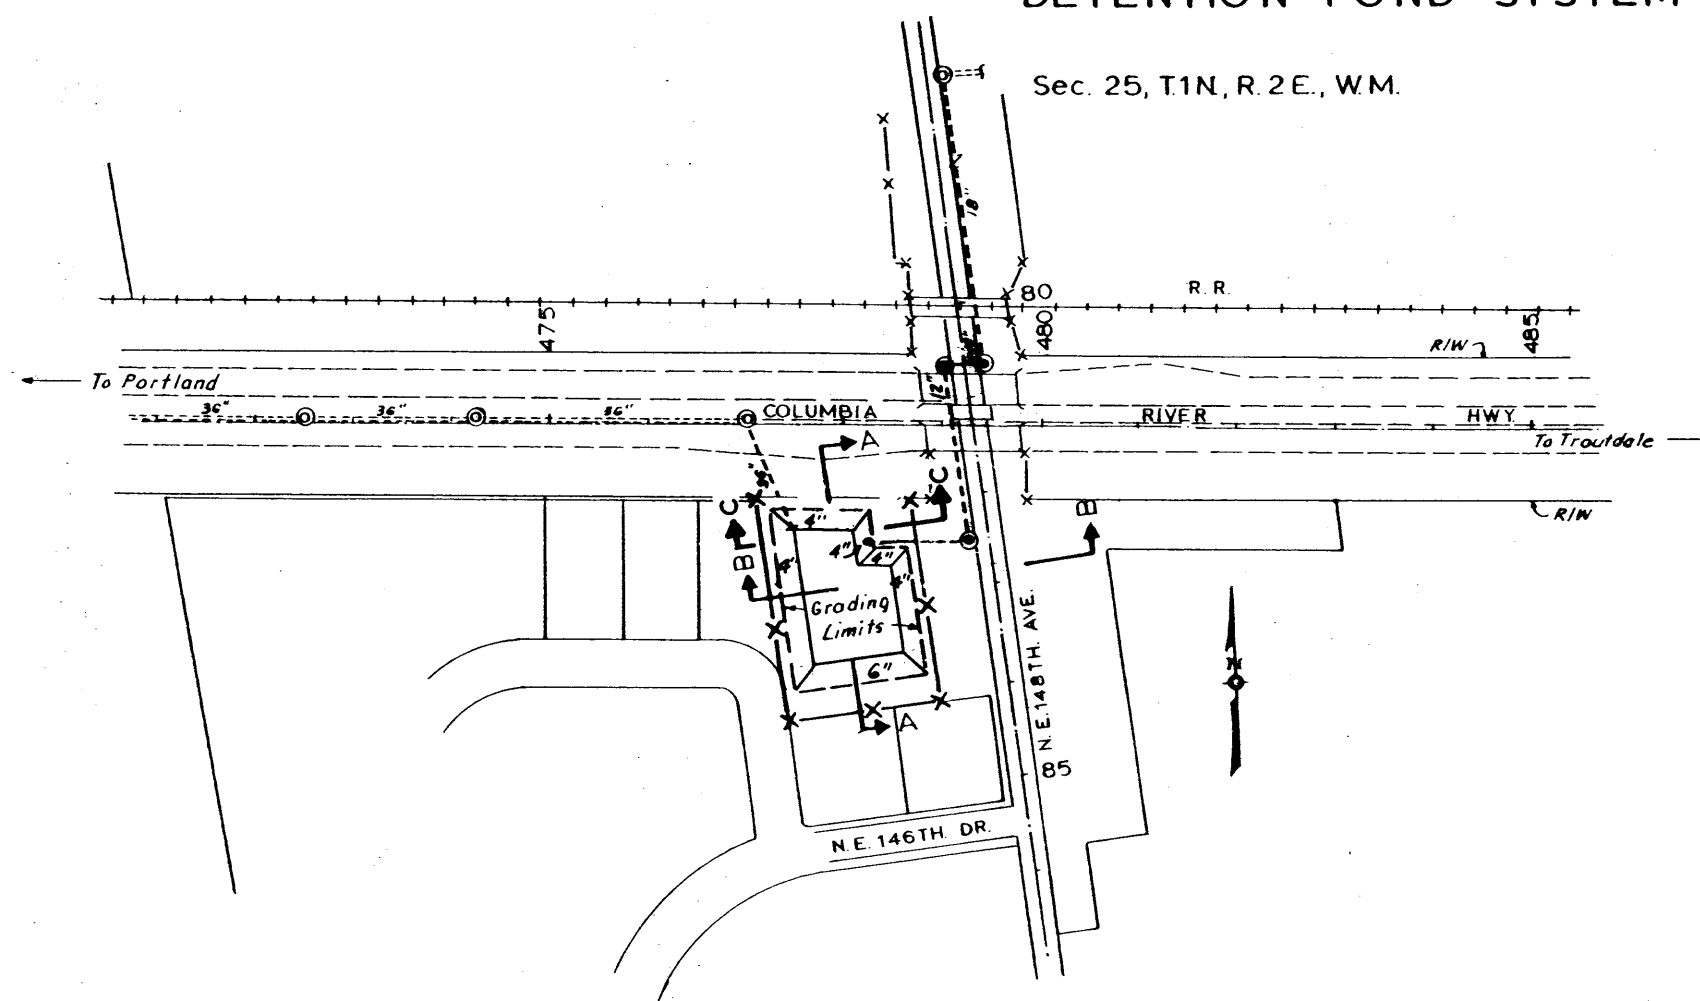 DETENTION POND SYSTEM
Sec. 25, T.1N., R. 2E., W.M.
18"
80
R.R.
475
480
485
R/W
To Portland
12"
36"
36"
36"
COLUMBIA
RIVER
HWY.
To Troutdale
A
36"
C
C
B
R/W
4"
4"
4"
4"
4"
B
Grading
Limits
6"
A
N.E. 148TH. AVE.
85
N.E. 146TH. DR.